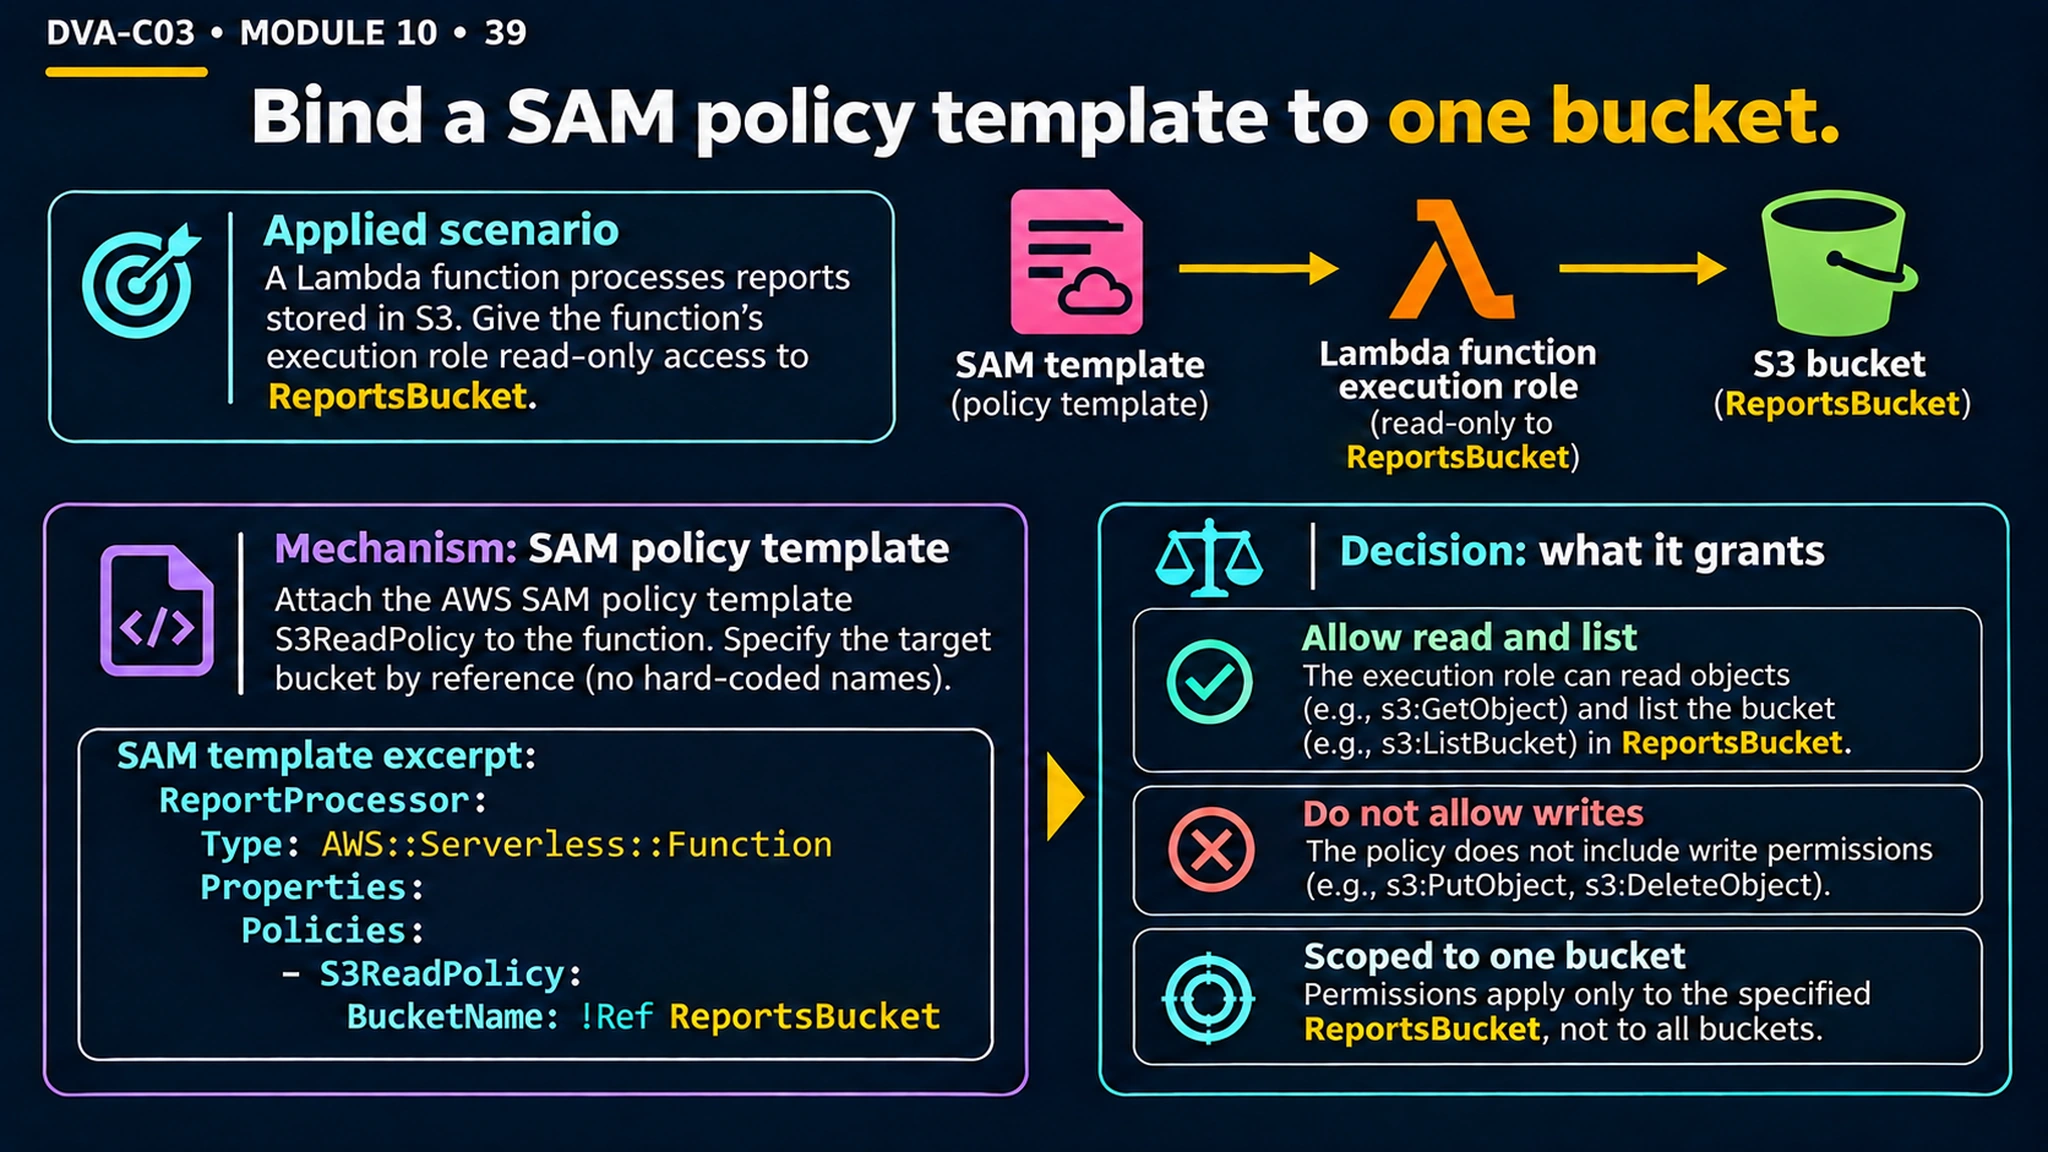 DVA-C03 • MODULE 10 • 39
Bind a SAM policy template to one bucket.
Applied scenario
A Lambda function processes reports
stored in S3. Give the function’s
execution role read-only access to
ReportsBucket.
SAM template
(policy template)
Lambda function
execution role
(read-only to
ReportsBucket)
S3 bucket
(ReportsBucket)
Mechanism: SAM policy template
Attach the AWS SAM policy template
S3ReadPolicy to the function. Specify the target
bucket by reference (no hard-coded names).
</>
SAM template excerpt:
ReportProcessor:
Type: AWS::Serverless::Function
Properties:
Policies:
– S3ReadPolicy:
BucketName: !Ref ReportsBucket
Decision: what it grants
Allow read and list
The execution role can read objects
(e.g., s3:GetObject) and list the bucket
(e.g., s3:ListBucket) in ReportsBucket.
Do not allow writes
The policy does not include write permissions
(e.g., s3:PutObject, s3:DeleteObject).
Scoped to one bucket
Permissions apply only to the specified
ReportsBucket, not to all buckets.